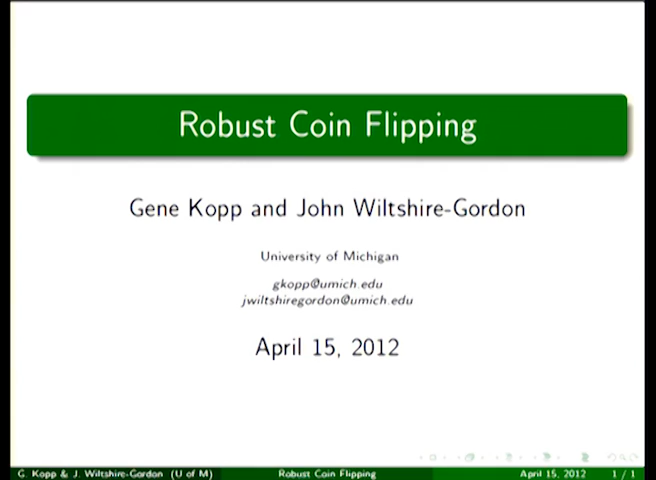 Robust Coin Flipping
Gene Kopp and John Wiltshire-Gordon
University of Michigan
gkopp@umich.edu
jwiltshiregordon@umich.edu
April 15, 2012
G. Kopp & J. Wiltshire-Gordon (U of M) Robust Coin Flipping April 15, 2012 1 / 1